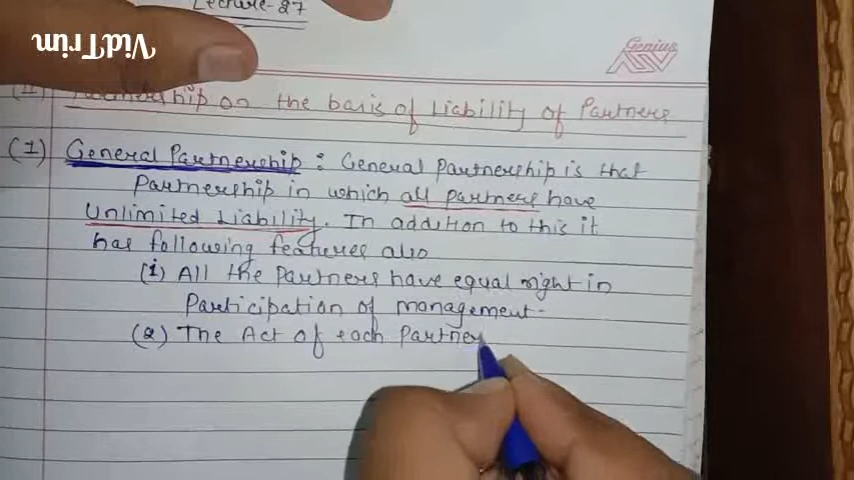 Lecture-27
VidTrim
Genius
on the basis of Liability of Partners
(1) General Partnership : General Partnership is that
Partnership in which all partners have
Unlimited Liability. In addition to this it
has following features also
(i) All the Partners have equal right in
Participation of management.
(2) The Act of each Partner